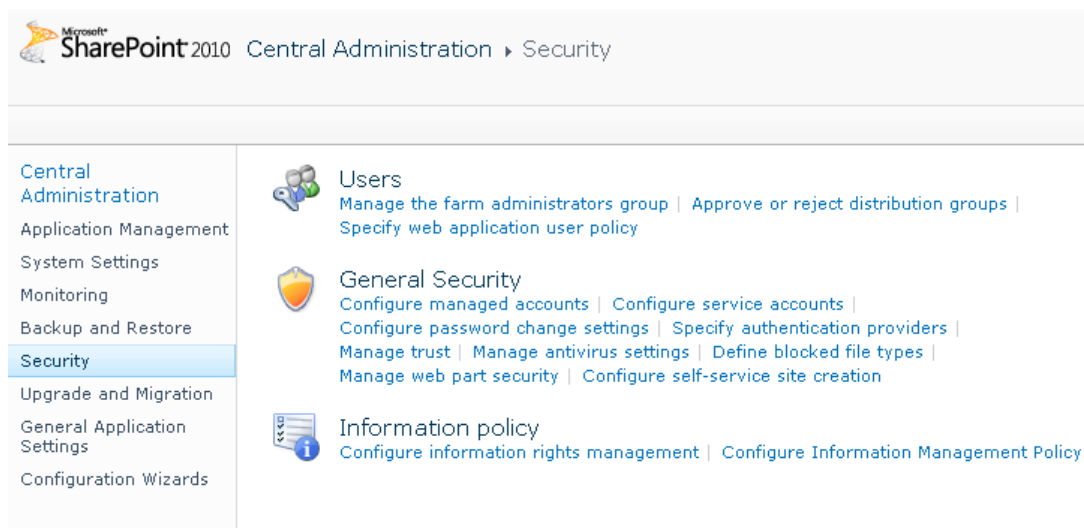 Microsoft
SharePoint 2010 Central Administration ▸ Security
Central
Administration
Application Management
System Settings
Monitoring
Backup and Restore
Security
Upgrade and Migration
General Application
Settings
Configuration Wizards
Users
Manage the farm administrators group | Approve or reject distribution groups |
Specify web application user policy
General Security
Configure managed accounts | Configure service accounts |
Configure password change settings | Specify authentication providers |
Manage trust | Manage antivirus settings | Define blocked file types |
Manage web part security | Configure self-service site creation
Information policy
Configure information rights management | Configure Information Management Policy